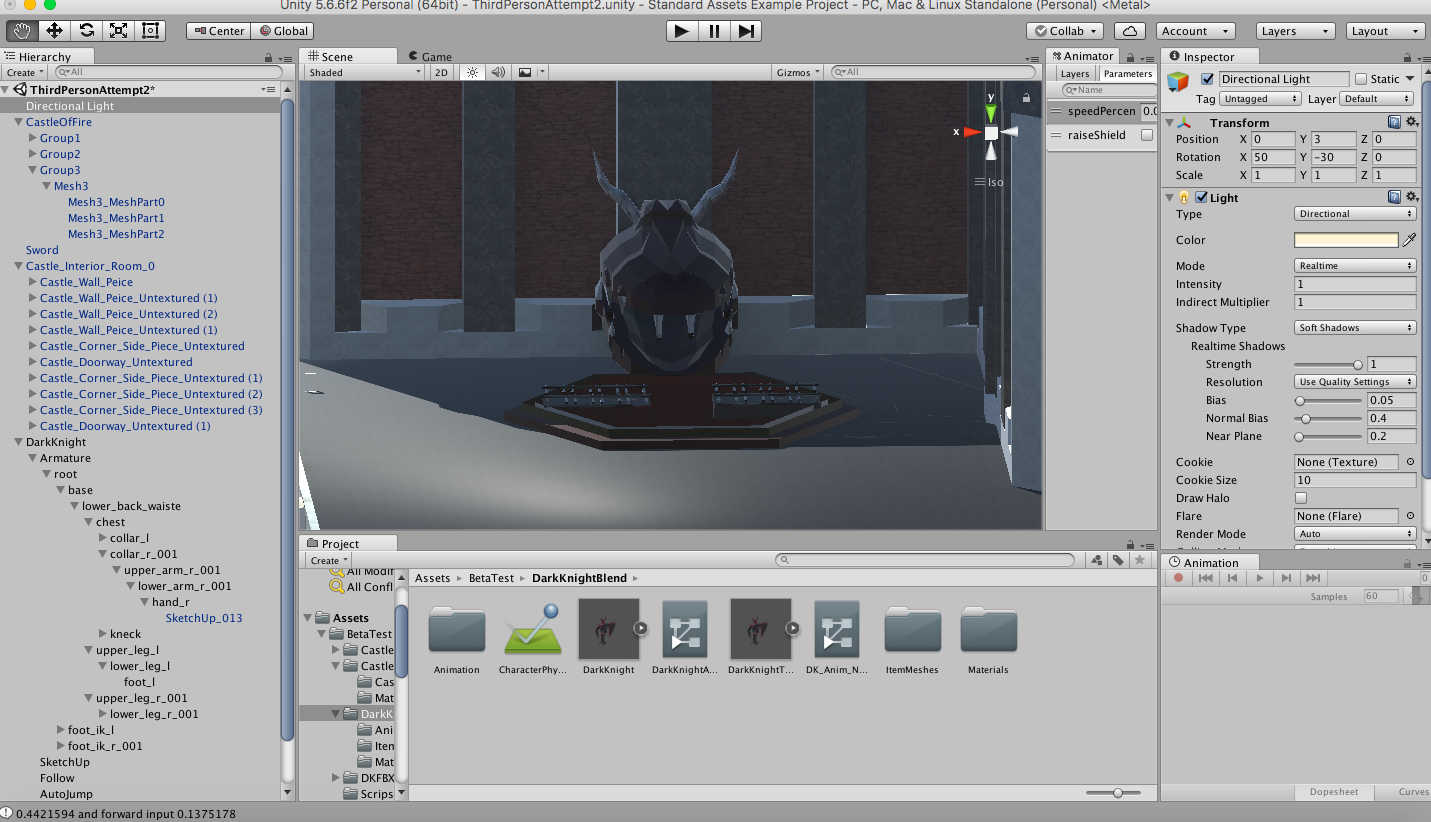 Unity 5.6.6f2 Personal (64bit) - ThirdPersonAttempt2.unity - Standard Assets Example Project - PC, Mac & Linux Standalone (Personal) <Metal>
Center Global Collab Account Layers Layout
Hierarchy
Create All
ThirdPersonAttempt2*
Directional Light
CastleOfFire
Group1
Group2
Group3
Mesh3
Mesh3_MeshPart0
Mesh3_MeshPart1
Mesh3_MeshPart2
Sword
Castle_Interior_Room_0
Castle_Wall_Peice
Castle_Wall_Peice_Untextured (1)
Castle_Wall_Peice_Untextured (2)
Castle_Wall_Peice_Untextured (1)
Castle_Corner_Side_Piece_Untextured
Castle_Doorway_Untextured
Castle_Corner_Side_Piece_Untextured (1)
Castle_Corner_Side_Piece_Untextured (2)
Castle_Corner_Side_Piece_Untextured (3)
Castle_Doorway_Untextured (1)
DarkKnight
Armature
root
base
lower_back_waiste
chest
collar_l
collar_r_001
upper_arm_r_001
lower_arm_r_001
hand_r
SketchUp_013
kneck
upper_leg_l
lower_leg_l
foot_l
upper_leg_r_001
lower_leg_r_001
foot_ik_l
foot_ik_r_001
SketchUp
Follow
AutoJump
Scene Game
Shaded 2D Gizmos All
y
x
Iso
Animator
Layers Parameters
Name
speedPercen 0.0
raiseShield
Inspector
Directional Light Static
Tag Untagged Layer Default
Transform
Position X 0 Y 3 Z 0
Rotation X 50 Y -30 Z 0
Scale X 1 Y 1 Z 1
Light
Type Directional
Color
Mode Realtime
Intensity 1
Indirect Multiplier 1
Shadow Type Soft Shadows
Realtime Shadows
Strength 1
Resolution Use Quality Settings
Bias 0.05
Normal Bias 0.4
Near Plane 0.2
Cookie None (Texture)
Cookie Size 10
Draw Halo
Flare None (Flare)
Render Mode Auto
Project
Create
All Modif
All Confl
Assets
BetaTest
Castle
Castle
Cas
Mat
DarkK
Ani
Item
Mat
DKFBX
Scrips
Assets BetaTest DarkKnightBlend
Animation CharacterPhy... DarkKnight DarkKnightA... DarkKnightT... DK_Anim_N... ItemMeshes Materials
Animation
0
Samples 60
Dopesheet Curves
0.4421594 and forward input 0.1375178